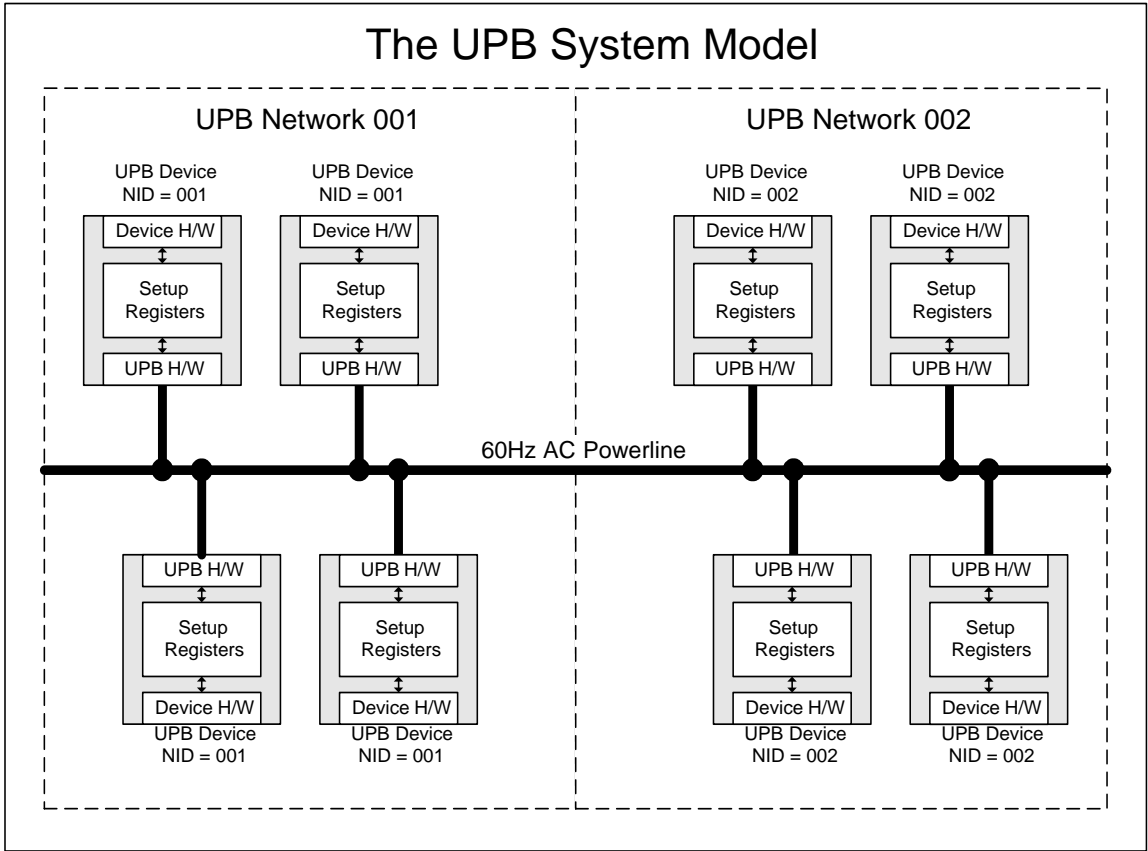 The UPB System Model
UPB Network 001
UPB Network 002
UPB Device
NID = 001
UPB Device
NID = 001
UPB Device
NID = 002
UPB Device
NID = 002
Device H/W
Device H/W
Device H/W
Device H/W
Setup
Registers
Setup
Registers
Setup
Registers
Setup
Registers
UPB H/W
UPB H/W
UPB H/W
UPB H/W
60Hz AC Powerline
UPB H/W
UPB H/W
UPB H/W
UPB H/W
Setup
Registers
Setup
Registers
Setup
Registers
Setup
Registers
Device H/W
Device H/W
Device H/W
Device H/W
UPB Device
NID = 001
UPB Device
NID = 001
UPB Device
NID = 002
UPB Device
NID = 002